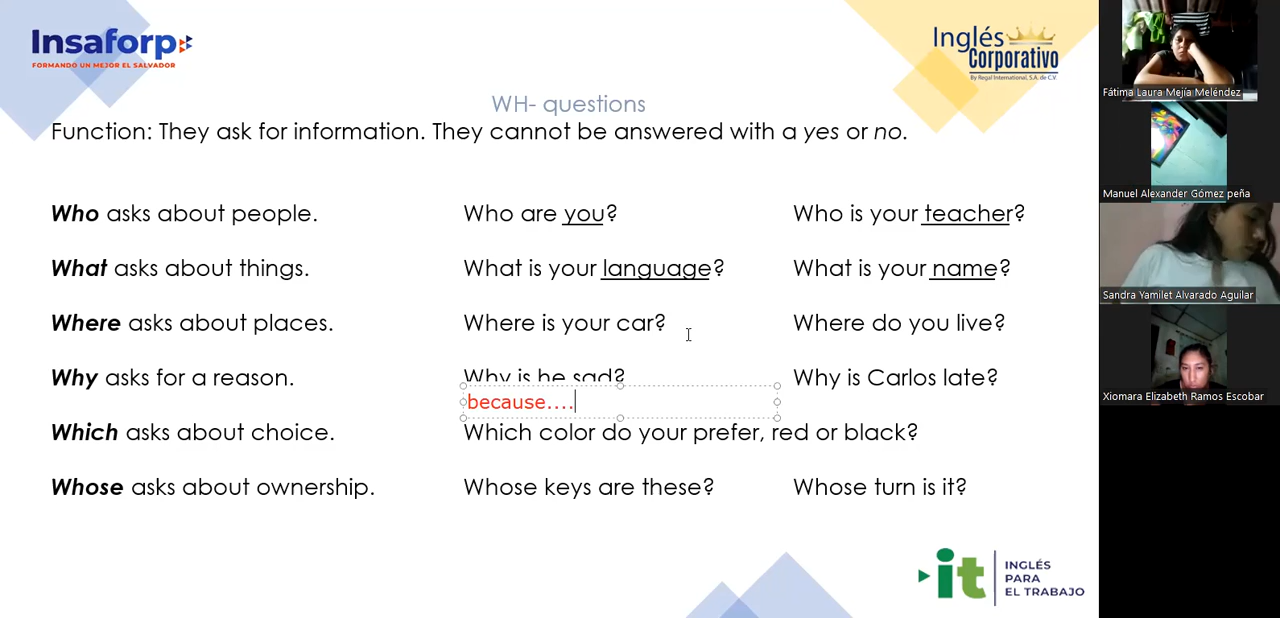 Insaforp
FORMANDO UN MEJOR EL SALVADOR
Inglés
Corporativo
By Regal International, S.A. de C.V.
WH- questions
Function: They ask for information. They cannot be answered with a yes or no.
Who asks about people. Who are you? Who is your teacher?
What asks about things. What is your language? What is your name?
Where asks about places. Where is your car? Where do you live?
Why asks for a reason. Why is he sad? Why is Carlos late?
because....
Which asks about choice. Which color do your prefer, red or black?
Whose asks about ownership. Whose keys are these? Whose turn is it?
it
INGLÉS
PARA
EL TRABAJO
Fátima Laura Mejía Meléndez
Manuel Alexander Gómez peña
Sandra Yamilet Alvarado Aguilar
Xiomara Elizabeth Ramos Escobar